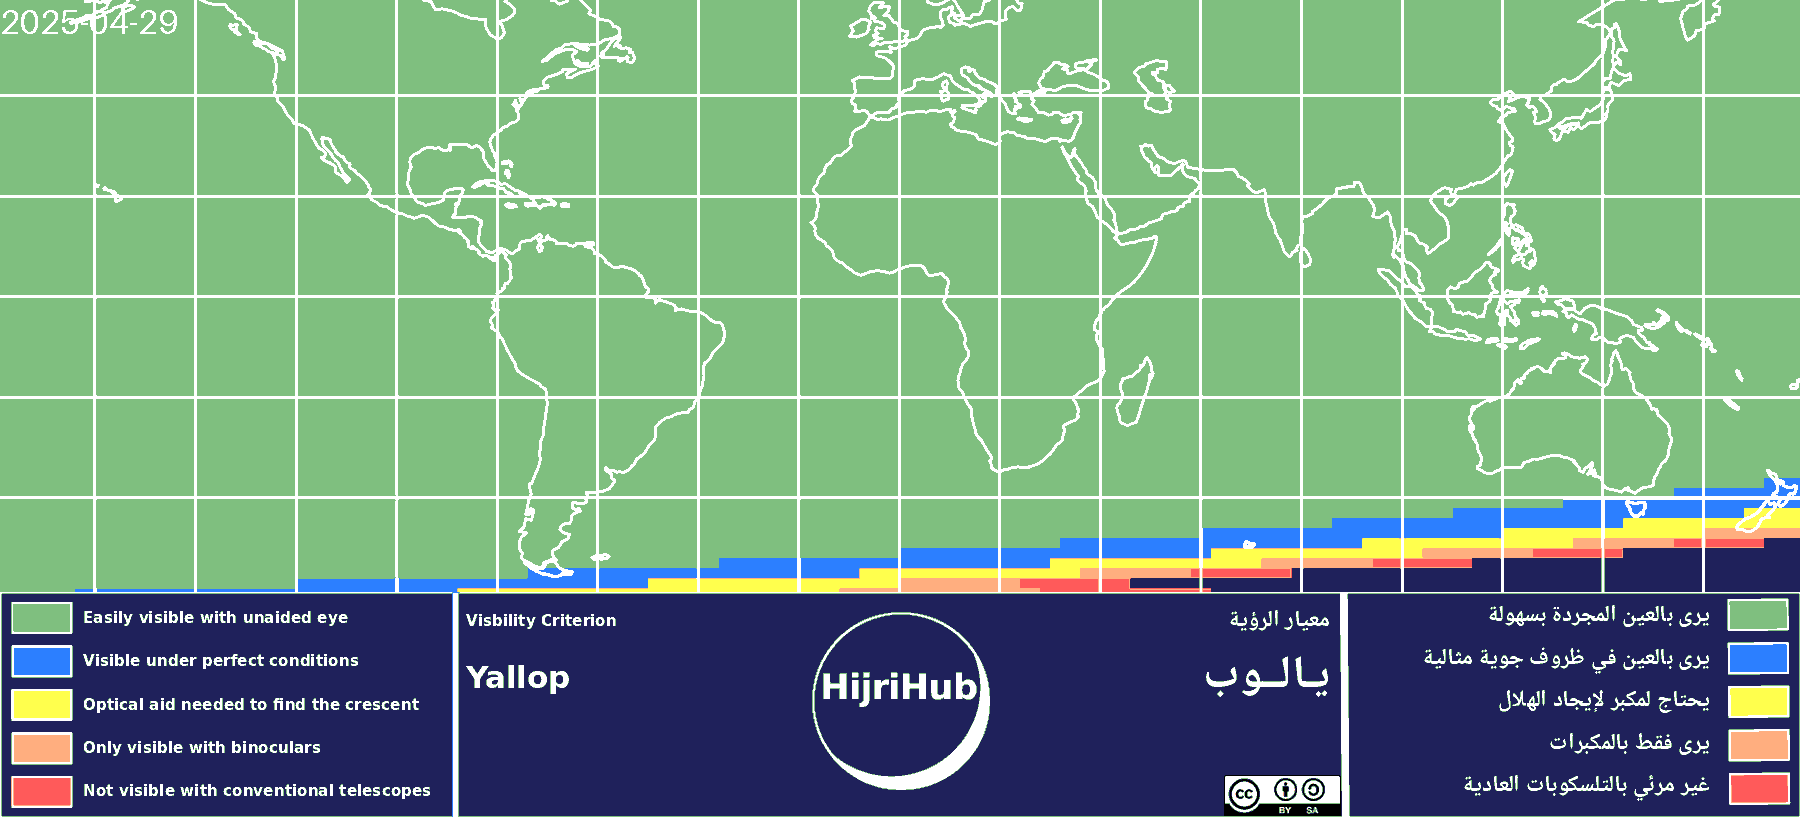 2025-04-29
Easily visible with unaided eye
Visible under perfect conditions
Optical aid needed to find the crescent
Only visible with binoculars
Not visible with conventional telescopes
Visbility Criterion
Yallop
HijriHub
معيار الرؤية
يـالـوب
cc
BY SA
يرى بالعين المجردة بسهولة
يرى بالعين في ظروف جوية مثالية
يحتاج لمكبر لإيجاد الهلال
يرى فقط بالمكبرات
غير مرئي بالتلسكوبات العادية